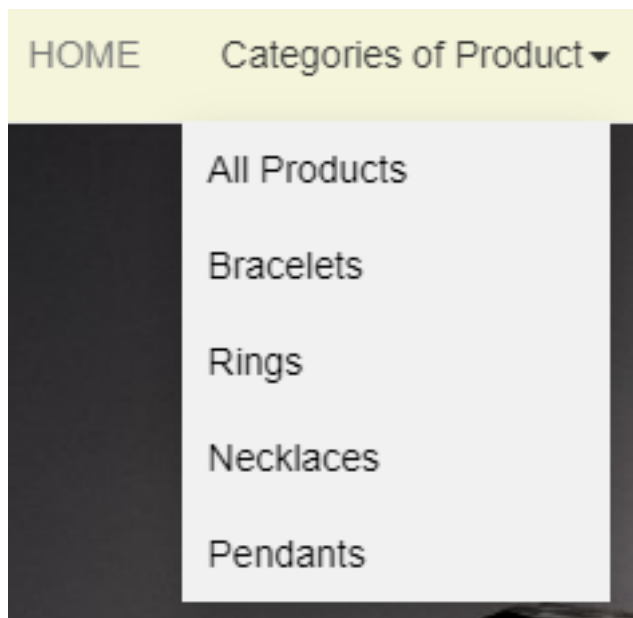 HOME Categories of Product
All Products
Bracelets
Rings
Necklaces
Pendants